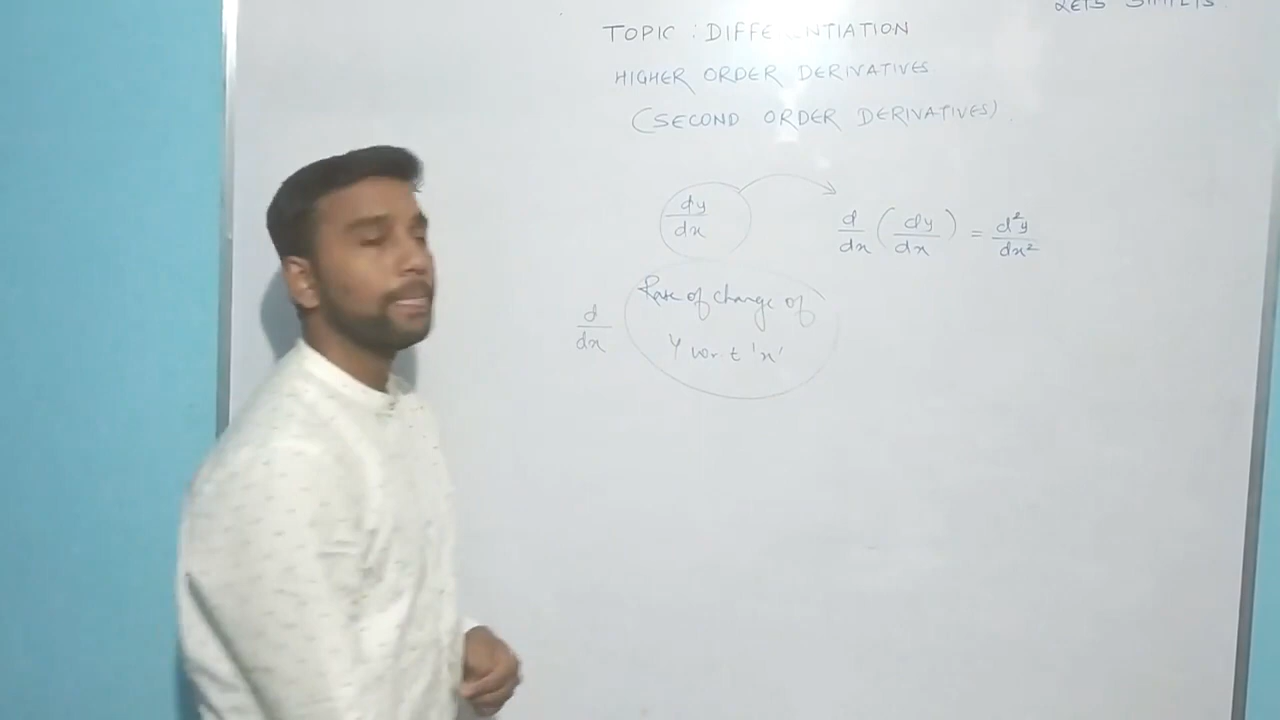 LETS
TOPIC : DIFFE NTIATION
HIGHER ORDER DERIVATIVES
(SECOND ORDER DERIVATIVES).
dy/dx
d/dx (dy/dx) = d²y/dx²
d/dx
Rate of change of
Y w.r.t 'x'